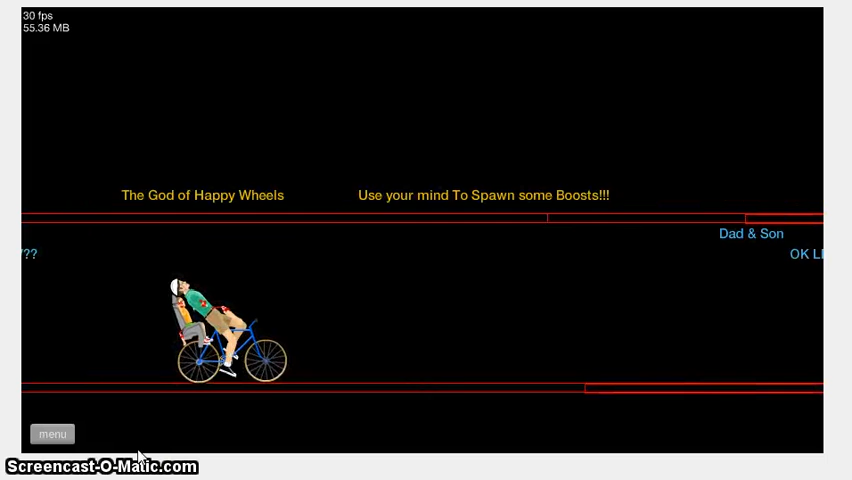 30 fps
55.36 MB
The God of Happy Wheels
Use your mind To Spawn some Boosts!!!
Dad & Son
??
OK
menu
Screencast-O-Matic.com